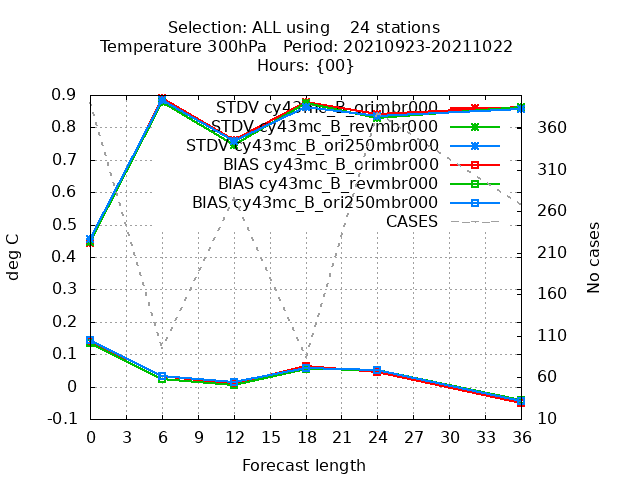 Selection: ALL using    24 stations
Temperature 300hPa   Period: 20210923-20211022
Hours: {00}
0.9
0.8
0.7
0.6
0.5
0.4
0.3
0.2
0.1
0
-0.1
deg C
STDV cy43mc_B_orimbr000
STDV cy43mc_B_revmbr000
STDV cy43mc_B_ori250mbr000
BIAS cy43mc_B_orimbr000
BIAS cy43mc_B_revmbr000
BIAS cy43mc_B_ori250mbr000
CASES
360
310
260
210
160
110
60
10
No cases
0 3 6 9 12 15 18 21 24 27 30 33 36
Forecast length